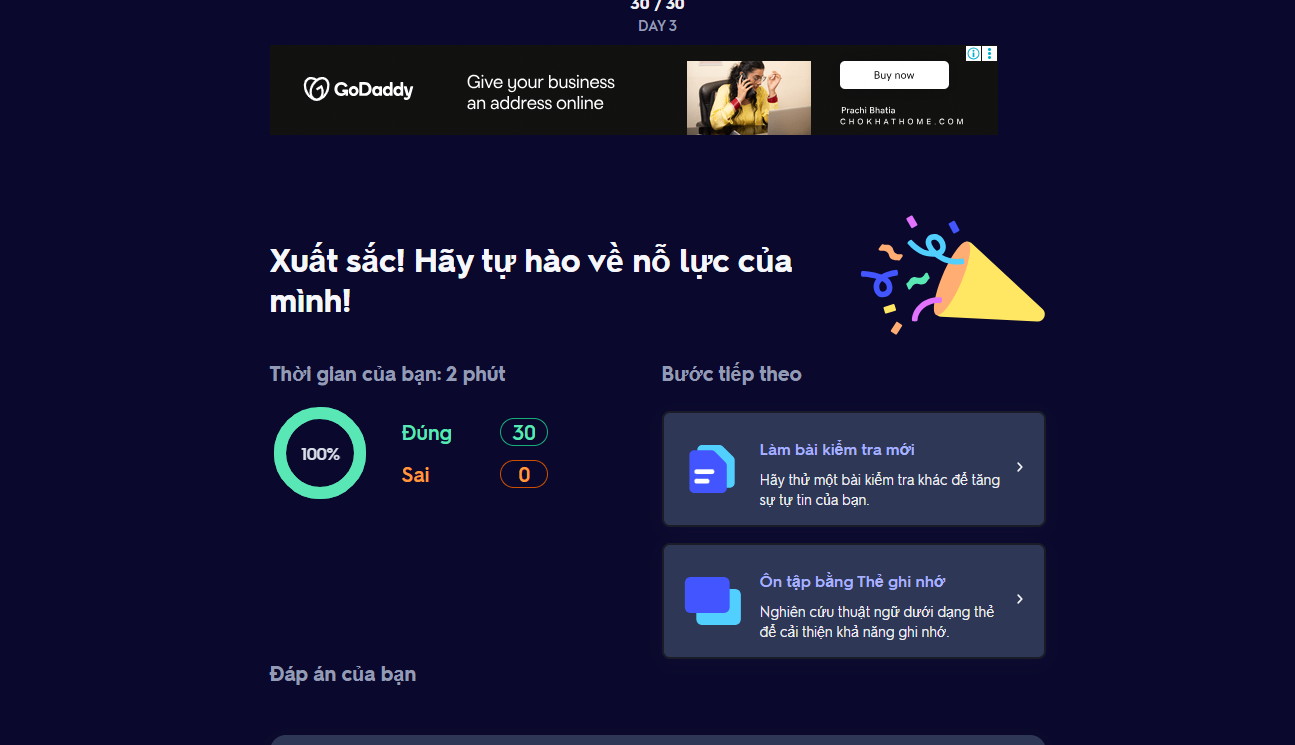 30 / 30
DAY 3
GoDaddy
Give your business
an address online
Buy now
Prachi Bhatia
CHOKHATHOME.COM
Xuất sắc! Hãy tự hào về nỗ lực của
mình!
Thời gian của bạn: 2 phút
100%
Đúng
30
Sai
0
Bước tiếp theo
Làm bài kiểm tra mới
Hãy thử một bài kiểm tra khác để tăng
sự tự tin của bạn.
Ôn tập bằng Thẻ ghi nhớ
Nghiên cứu thuật ngữ dưới dạng thẻ
để cải thiện khả năng ghi nhớ.
Đáp án của bạn